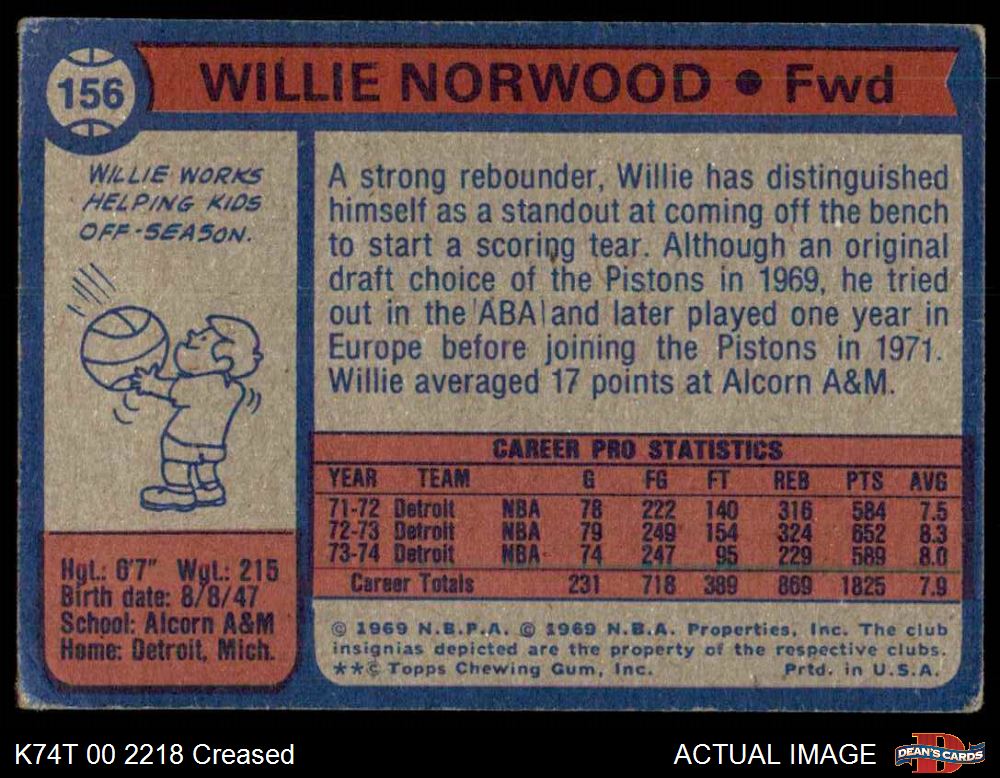 156
WILLIE NORWOOD • Fwd
WILLIE WORKS
HELPING KIDS
OFF-SEASON.
A strong rebounder, Willie has distinguished
himself as a standout at coming off the bench
to start a scoring tear. Although an original
draft choice of the Pistons in 1969, he tried
out in the ABA and later played one year in
Europe before joining the Pistons in 1971.
Willie averaged 17 points at Alcorn A&M.
CAREER PRO STATISTICS
YEAR TEAM G FG FT REB PTS AVG
71-72 Detroit NBA 78 222 140 316 584 7.5
72-73 Detroit NBA 79 249 154 324 652 8.3
73-74 Detroit NBA 74 247 95 229 589 8.0
Career Totals 231 718 389 869 1825 7.9
Hgt.: 6'7" Wgt.: 215
Birth date: 8/8/47
School: Alcorn A&M
Home: Detroit, Mich.
© 1969 N.B.P.A. © 1969 N.B.A. Properties, Inc. The club
insignias depicted are the property of the respective clubs.
**© Topps Chewing Gum, Inc. Prtd. in U.S.A.
K74T 00 2218 Creased
ACTUAL IMAGE
D
DEAN'S CARDS